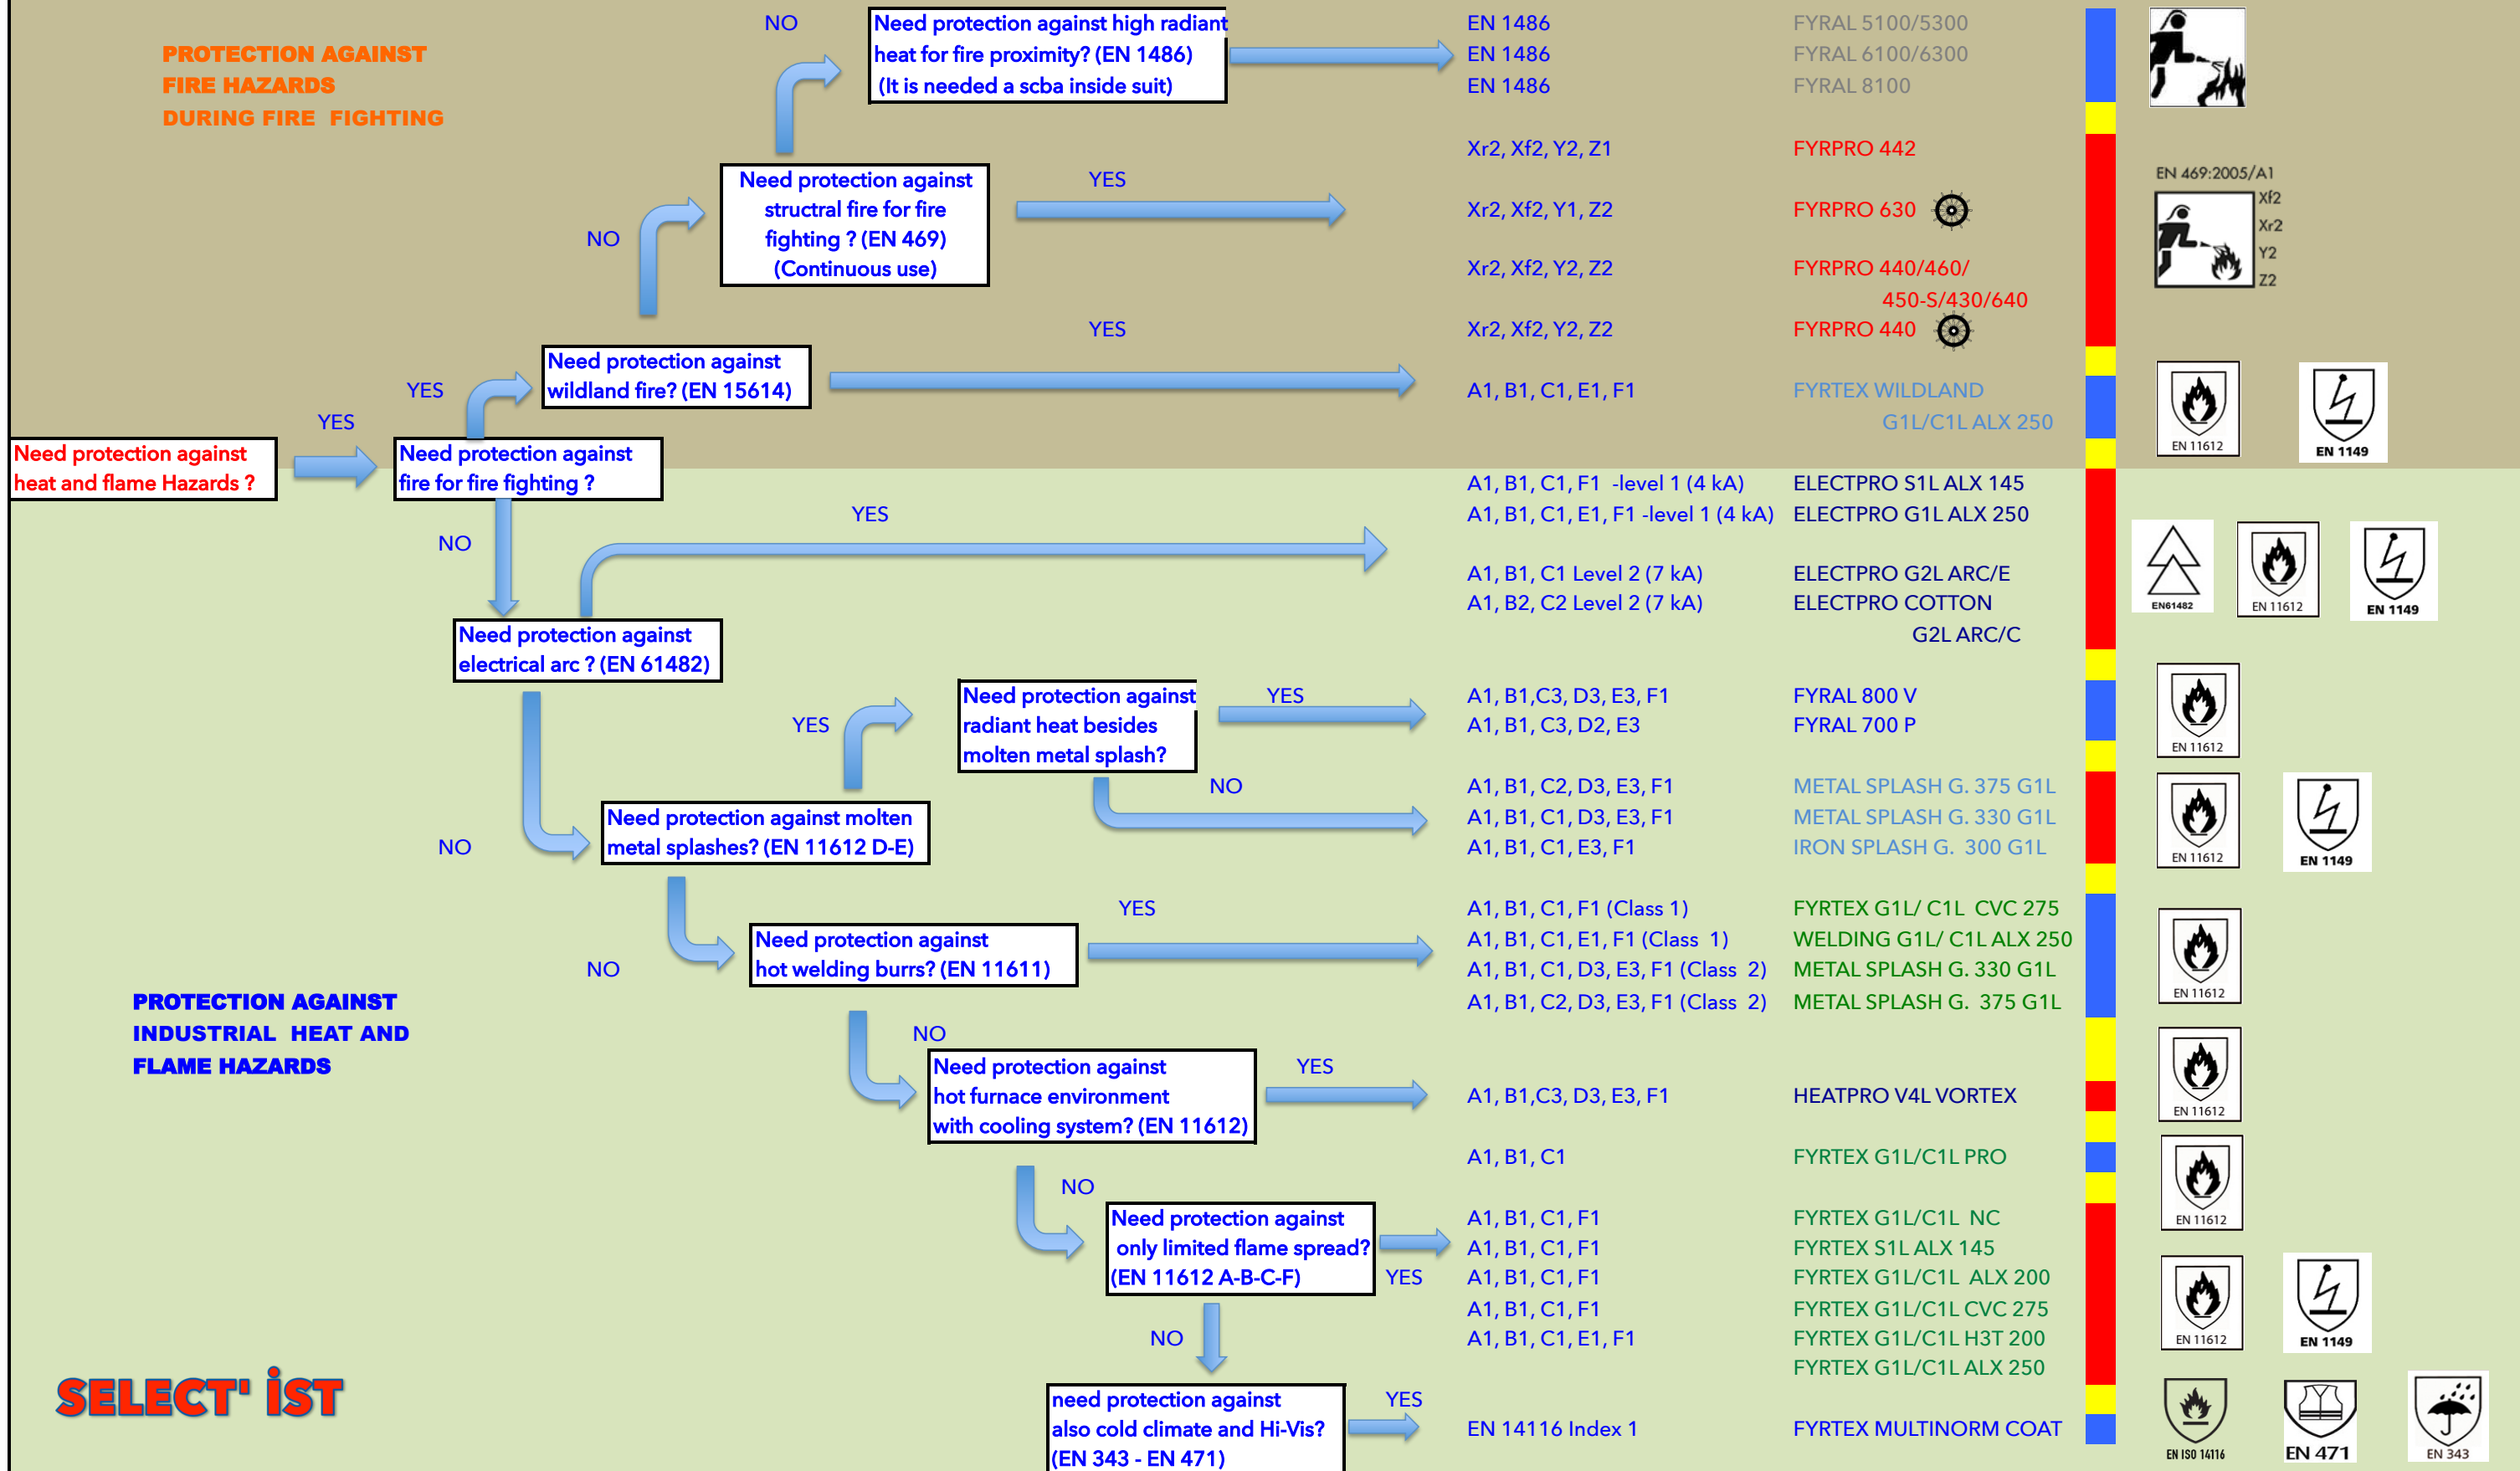 PROTECTION AGAINST
FIRE HAZARDS
DURING FIRE FIGHTING
NO
Need protection against high radiant
heat for fire proximity? (EN 1486)
(It is needed a scba inside suit)
EN 1486 FYRAL 5100/5300
EN 1486 FYRAL 6100/6300
EN 1486 FYRAL 8100
NO
Need protection against
structral fire for fire
fighting ? (EN 469)
(Continuous use)
YES
Xr2, Xf2, Y2, Z1 FYRPRO 442
Xr2, Xf2, Y1, Z2 FYRPRO 630
Xr2, Xf2, Y2, Z2 FYRPRO 440/460/
450-S/430/640
Xr2, Xf2, Y2, Z2 FYRPRO 440
EN 469:2005/A1
Xf2
Xr2
Y2
Z2
YES
Need protection against
wildland fire? (EN 15614)
YES
A1, B1, C1, E1, F1 FYRTEX WILDLAND
G1L/C1L ALX 250
EN 11612
EN 1149
Need protection against
heat and flame Hazards ?
YES
Need protection against
fire for fire fighting ?
NO
YES
A1, B1, C1, F1 -level 1 (4 kA) ELECTPRO S1L ALX 145
A1, B1, C1, E1, F1 -level 1 (4 kA) ELECTPRO G1L ALX 250
A1, B1, C1 Level 2 (7 kA) ELECTPRO G2L ARC/E
A1, B2, C2 Level 2 (7 kA) ELECTPRO COTTON
G2L ARC/C
EN61482
EN 11612
EN 1149
Need protection against
electrical arc ? (EN 61482)
YES
Need protection against
radiant heat besides
molten metal splash?
YES
A1, B1,C3, D3, E3, F1 FYRAL 800 V
A1, B1, C3, D2, E3 FYRAL 700 P
EN 11612
NO
A1, B1, C2, D3, E3, F1 METAL SPLASH G. 375 G1L
A1, B1, C1, D3, E3, F1 METAL SPLASH G. 330 G1L
A1, B1, C1, E3, F1 IRON SPLASH G. 300 G1L
EN 11612
EN 1149
NO
Need protection against molten
metal splashes? (EN 11612 D-E)
NO
Need protection against
hot welding burrs? (EN 11611)
YES
A1, B1, C1, F1 (Class 1) FYRTEX G1L/ C1L CVC 275
A1, B1, C1, E1, F1 (Class 1) WELDING G1L/ C1L ALX 250
A1, B1, C1, D3, E3, F1 (Class 2) METAL SPLASH G. 330 G1L
A1, B1, C2, D3, E3, F1 (Class 2) METAL SPLASH G. 375 G1L
EN 11612
PROTECTION AGAINST
INDUSTRIAL HEAT AND
FLAME HAZARDS
NO
Need protection against
hot furnace environment
with cooling system? (EN 11612)
YES
A1, B1,C3, D3, E3, F1 HEATPRO V4L VORTEX
EN 11612
A1, B1, C1 FYRTEX G1L/C1L PRO
EN 11612
NO
Need protection against
only limited flame spread?
(EN 11612 A-B-C-F)
YES
A1, B1, C1, F1 FYRTEX G1L/C1L NC
A1, B1, C1, F1 FYRTEX S1L ALX 145
A1, B1, C1, F1 FYRTEX G1L/C1L ALX 200
A1, B1, C1, F1 FYRTEX G1L/C1L CVC 275
A1, B1, C1, E1, F1 FYRTEX G1L/C1L H3T 200
FYRTEX G1L/C1L ALX 250
EN 11612
EN 1149
NO
need protection against
also cold climate and Hi-Vis?
(EN 343 - EN 471)
YES
EN 14116 Index 1 FYRTEX MULTINORM COAT
EN ISO 14116
EN 471
EN 343
SELECT' İST